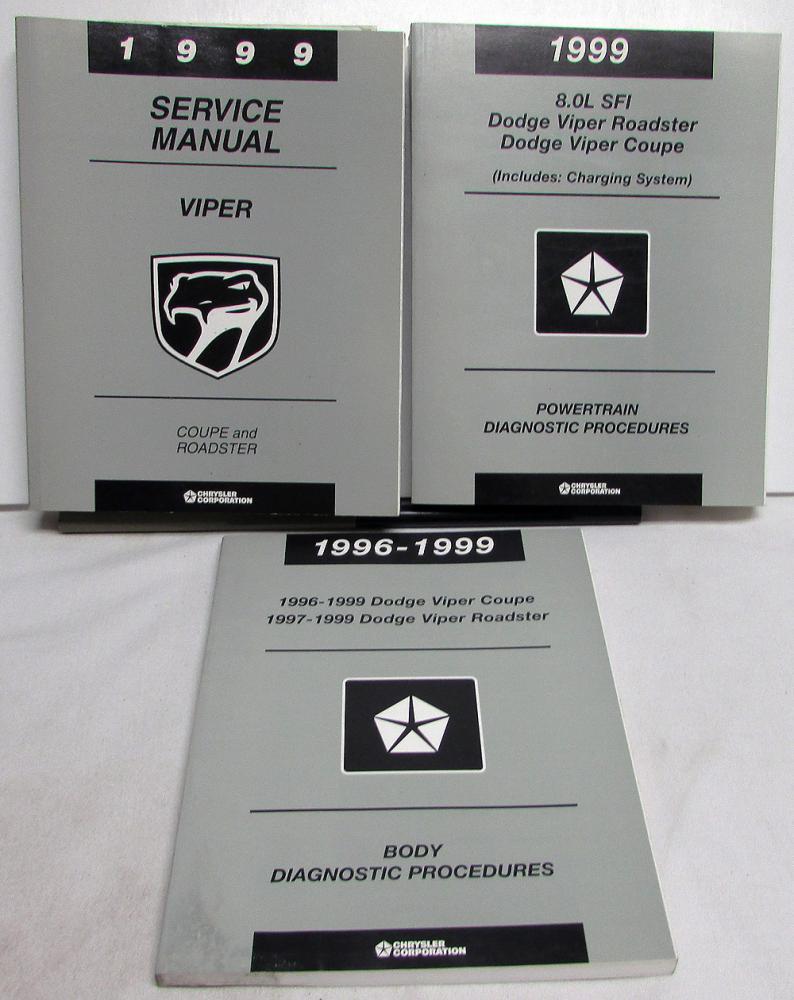 1 9 9 9
SERVICE
MANUAL
VIPER
COUPE and
ROADSTER
CHRYSLER
CORPORATION
1999
8.0L SFI
Dodge Viper Roadster
Dodge Viper Coupe
(Includes: Charging System)
POWERTRAIN
DIAGNOSTIC PROCEDURES
CHRYSLER
CORPORATION
1996-1999
1996-1999 Dodge Viper Coupe
1997-1999 Dodge Viper Roadster
BODY
DIAGNOSTIC PROCEDURES
CHRYSLER
CORPORATION